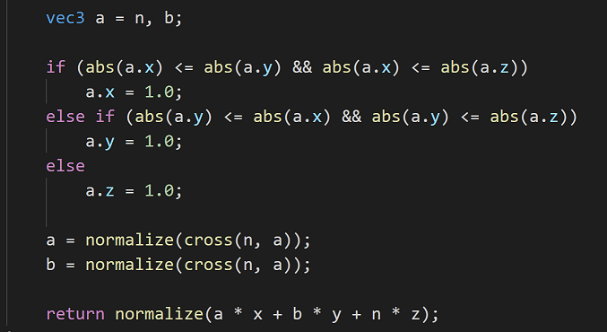 vec3 a = n, b;
if (abs(a.x) <= abs(a.y) && abs(a.x) <= abs(a.z))
a.x = 1.0;
else if (abs(a.y) <= abs(a.x) && abs(a.y) <= abs(a.z))
a.y = 1.0;
else
a.z = 1.0;
a = normalize(cross(n, a));
b = normalize(cross(n, a));
return normalize(a * x + b * y + n * z);